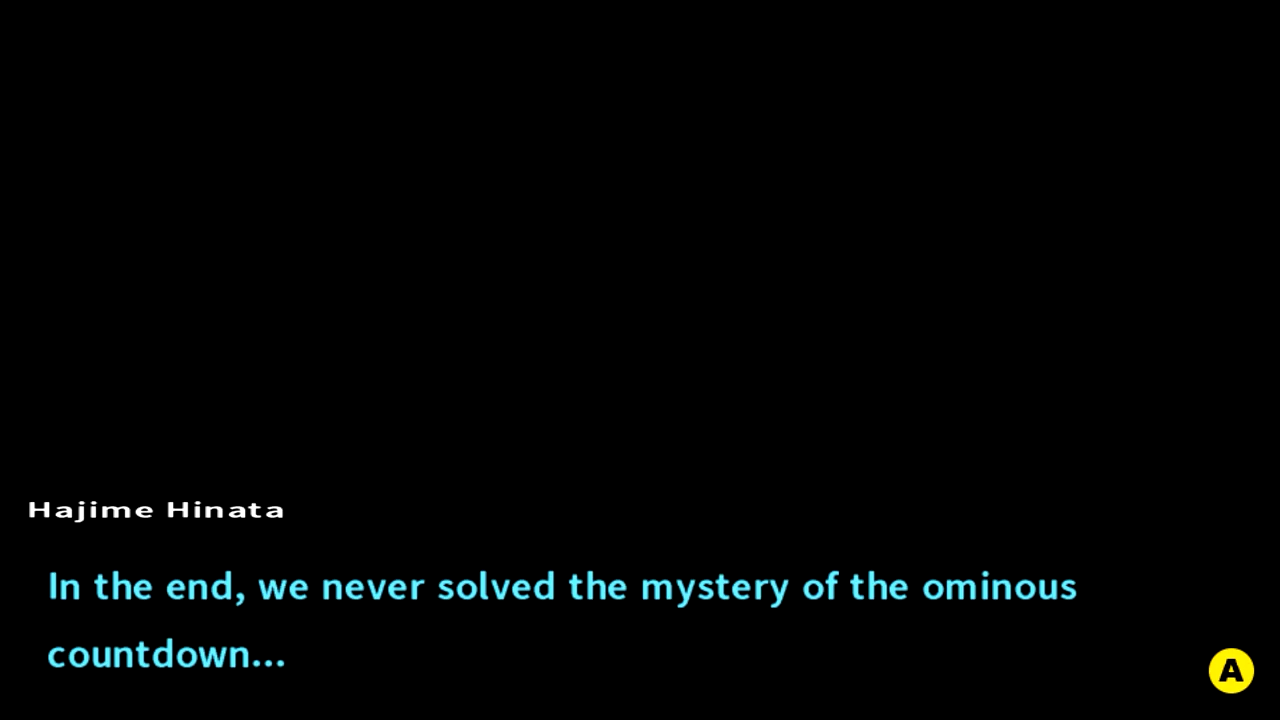 Hajime Hinata
In the end, we never solved the mystery of the ominous
countdown...
A